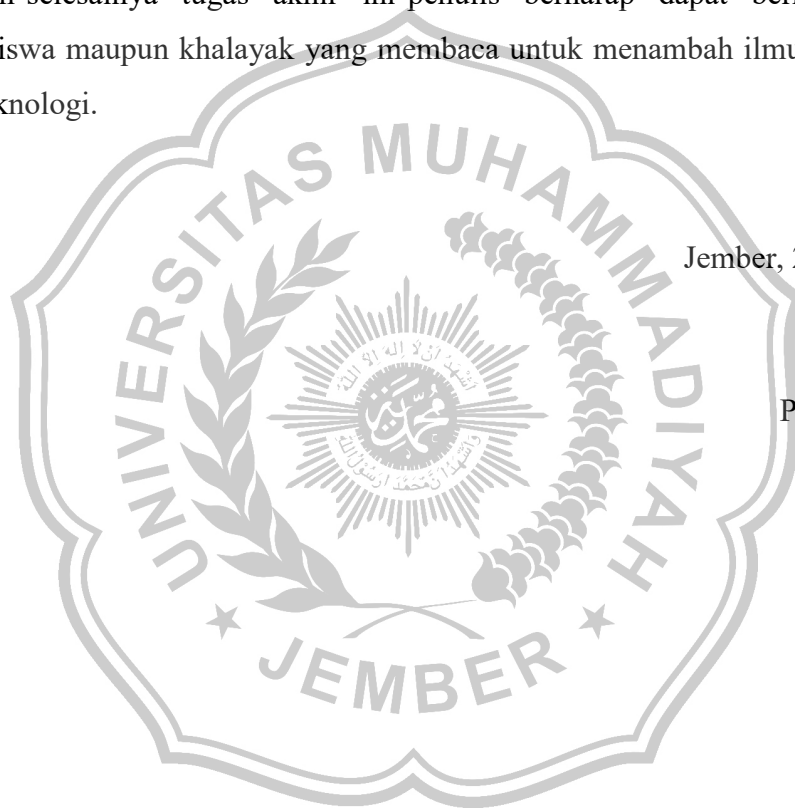 selesainya tugas akhir ini penulis berharap dapat
iswa maupun khalayak yang membaca untuk menambah ilmu
knologi.
Jember, 2
P
UNIVERSITAS MUHAMMADIYAH
JEMBER